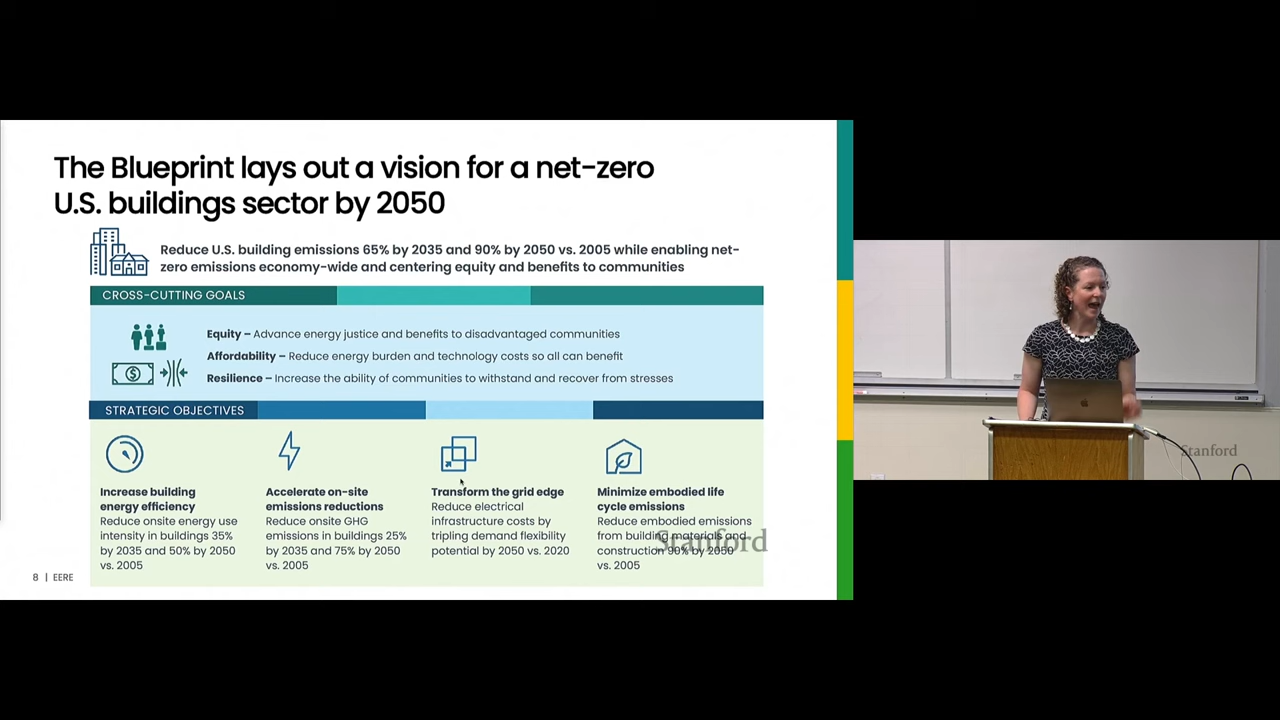 The Blueprint lays out a vision for a net-zero
U.S. buildings sector by 2050
Reduce U.S. building emissions 65% by 2035 and 90% by 2050 vs. 2005 while enabling net-
zero emissions economy-wide and centering equity and benefits to communities
CROSS-CUTTING GOALS
Equity – Advance energy justice and benefits to disadvantaged communities
Affordability – Reduce energy burden and technology costs so all can benefit
Resilience – Increase the ability of communities to withstand and recover from stresses
STRATEGIC OBJECTIVES
Increase building
energy efficiency
Reduce onsite energy use
intensity in buildings 35%
by 2035 and 50% by 2050
vs. 2005
Accelerate on-site
emissions reductions
Reduce onsite GHG
emissions in buildings 25%
by 2035 and 75% by 2050
vs. 2005
Transform the grid edge
Reduce electrical
infrastructure costs by
tripling demand flexibility
potential by 2050 vs. 2020
Minimize embodied life
cycle emissions
Reduce embodied emissions
from building materials and
construction 90% by 2050
vs. 2005
Stanford
8 | EERE
Stanford